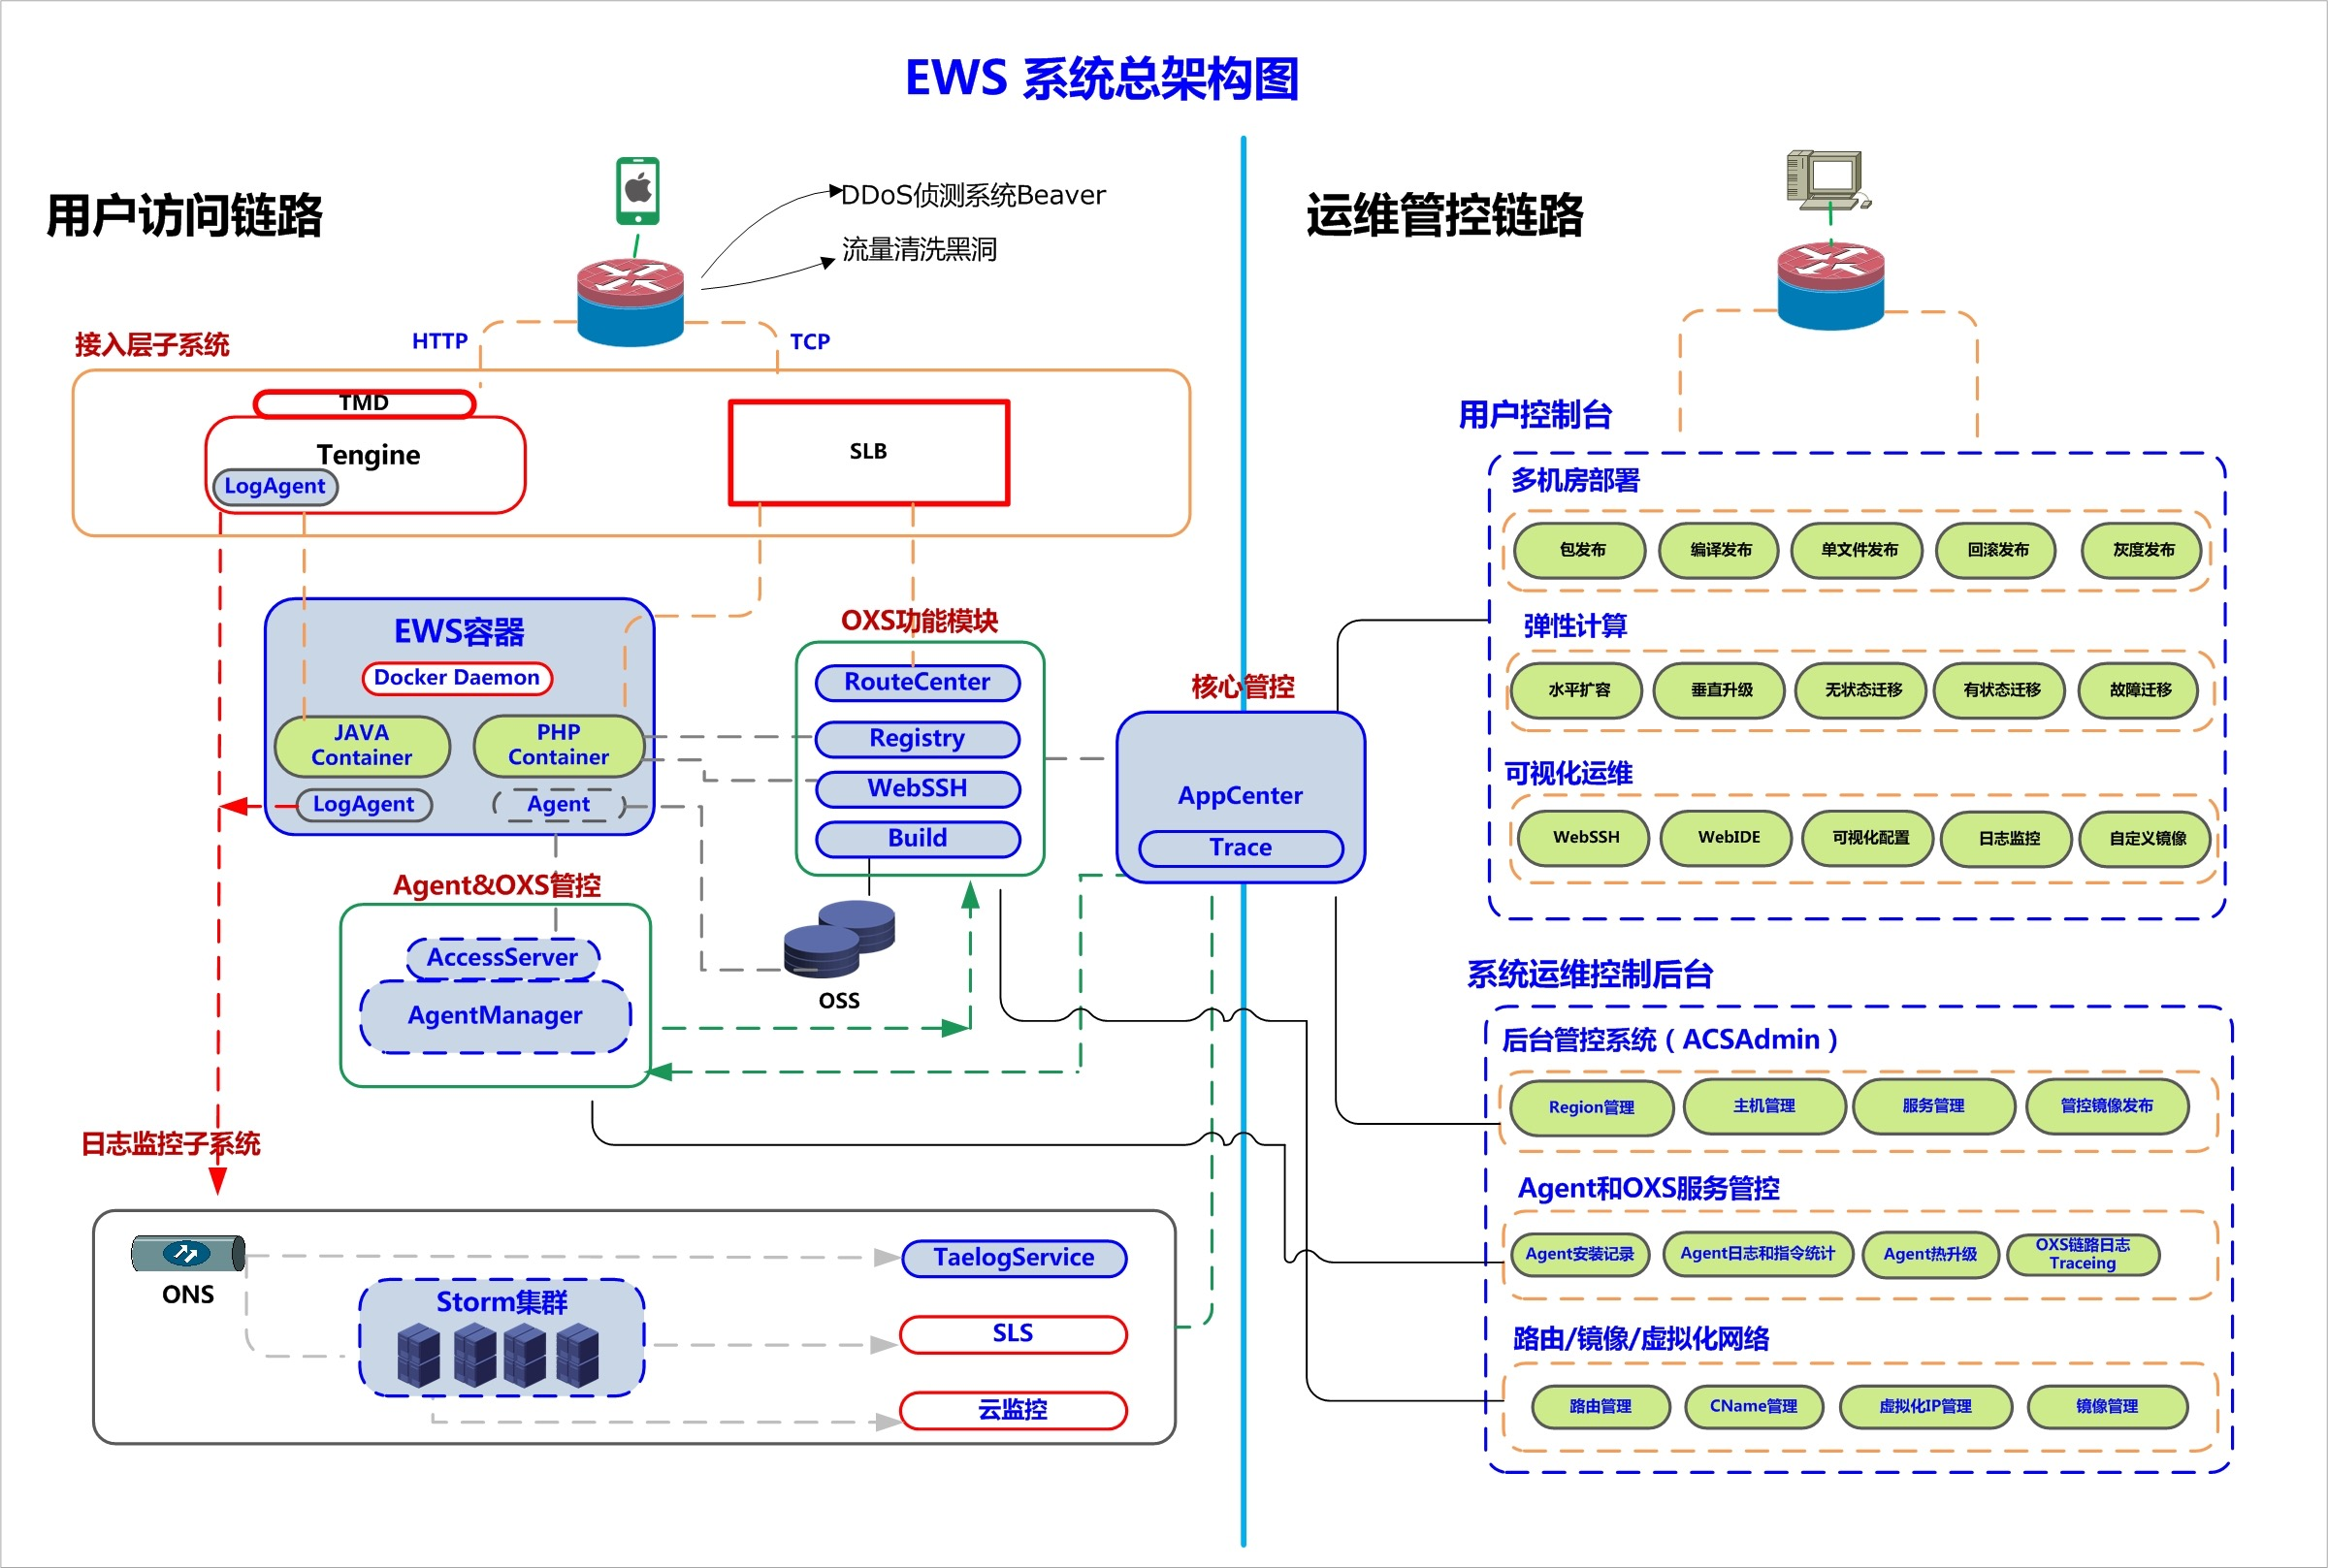 EWS 系统总架构图
用户访问链路
DDoS侦测系统Beaver
流量清洗黑洞
接入层子系统
HTTP
TCP
TMD
Tengine
LogAgent
SLB
EWS容器
Docker Daemon
JAVA
Container
PHP
Container
LogAgent
Agent
OXS功能模块
RouteCenter
Registry
WebSSH
Build
核心管控
AppCenter
Trace
Agent&OXS管控
AccessServer
AgentManager
OSS
日志监控子系统
ONS
Storm集群
TaelogService
SLS
云监控
运维管控链路
用户控制台
多机房部署
包发布
编译发布
单文件发布
回滚发布
灰度发布
弹性计算
水平扩容
垂直升级
无状态迁移
有状态迁移
故障迁移
可视化运维
WebSSH
WebIDE
可视化配置
日志监控
自定义镜像
系统运维控制后台
后台管控系统（ACSAdmin）
Region管理
主机管理
服务管理
管控镜像发布
Agent和OXS服务管控
Agent安装记录
Agent日志和指令统计
Agent热升级
OXS链路日志
Traceing
路由/镜像/虚拟化网络
路由管理
CName管理
虚拟化IP管理
镜像管理